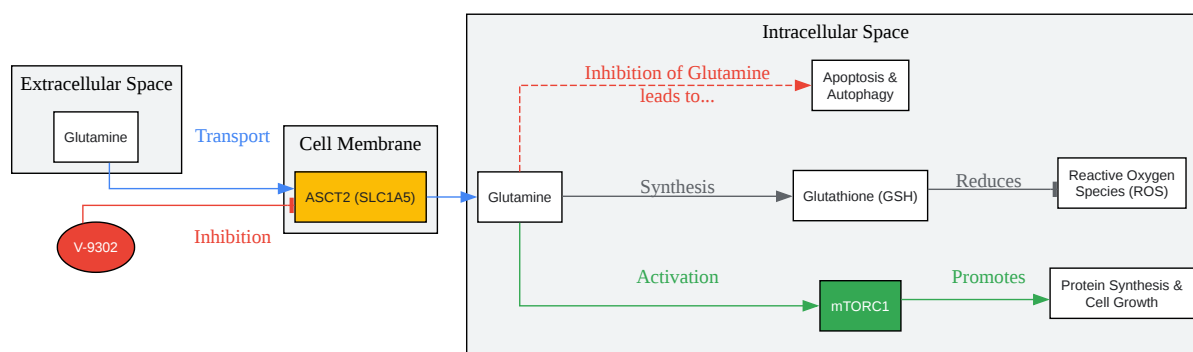 Intracellular Space
Inhibition of Glutamine
leads to...
Apoptosis &
Autophagy
Extracellular Space
Glutamine
Transport
Cell Membrane
ASCT2 (SLC1A5)
Glutamine
Synthesis
Glutathione (GSH)
Reduces
Reactive Oxygen
Species (ROS)
V-9302
Inhibition
Activation
mTORC1
Promotes
Protein Synthesis &
Cell Growth